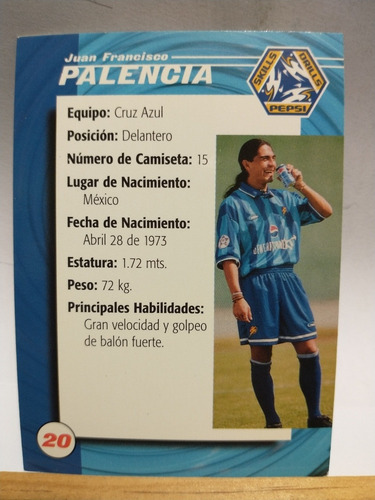 Juan Francisco
PALENCIA
SKILLS
DRILLS
PEPSI
Equipo: Cruz Azul
Posición: Delantero
Número de Camiseta: 15
Lugar de Nacimiento:
México
Fecha de Nacimiento:
Abril 28 de 1973
Estatura: 1.72 mts.
Peso: 72 kg.
Principales Habilidades:
Gran velocidad y golpeo
de balón fuerte.
20